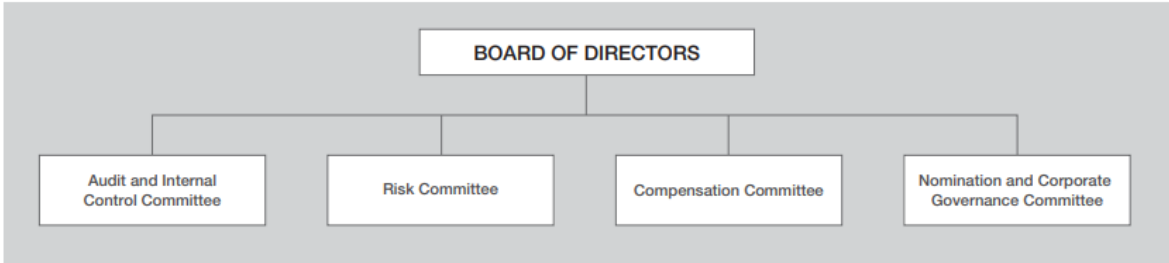 BOARD OF DIRECTORS
Audit and Internal
Control Committee
Risk Committee
Compensation Committee
Nomination and Corporate
Governance Committee